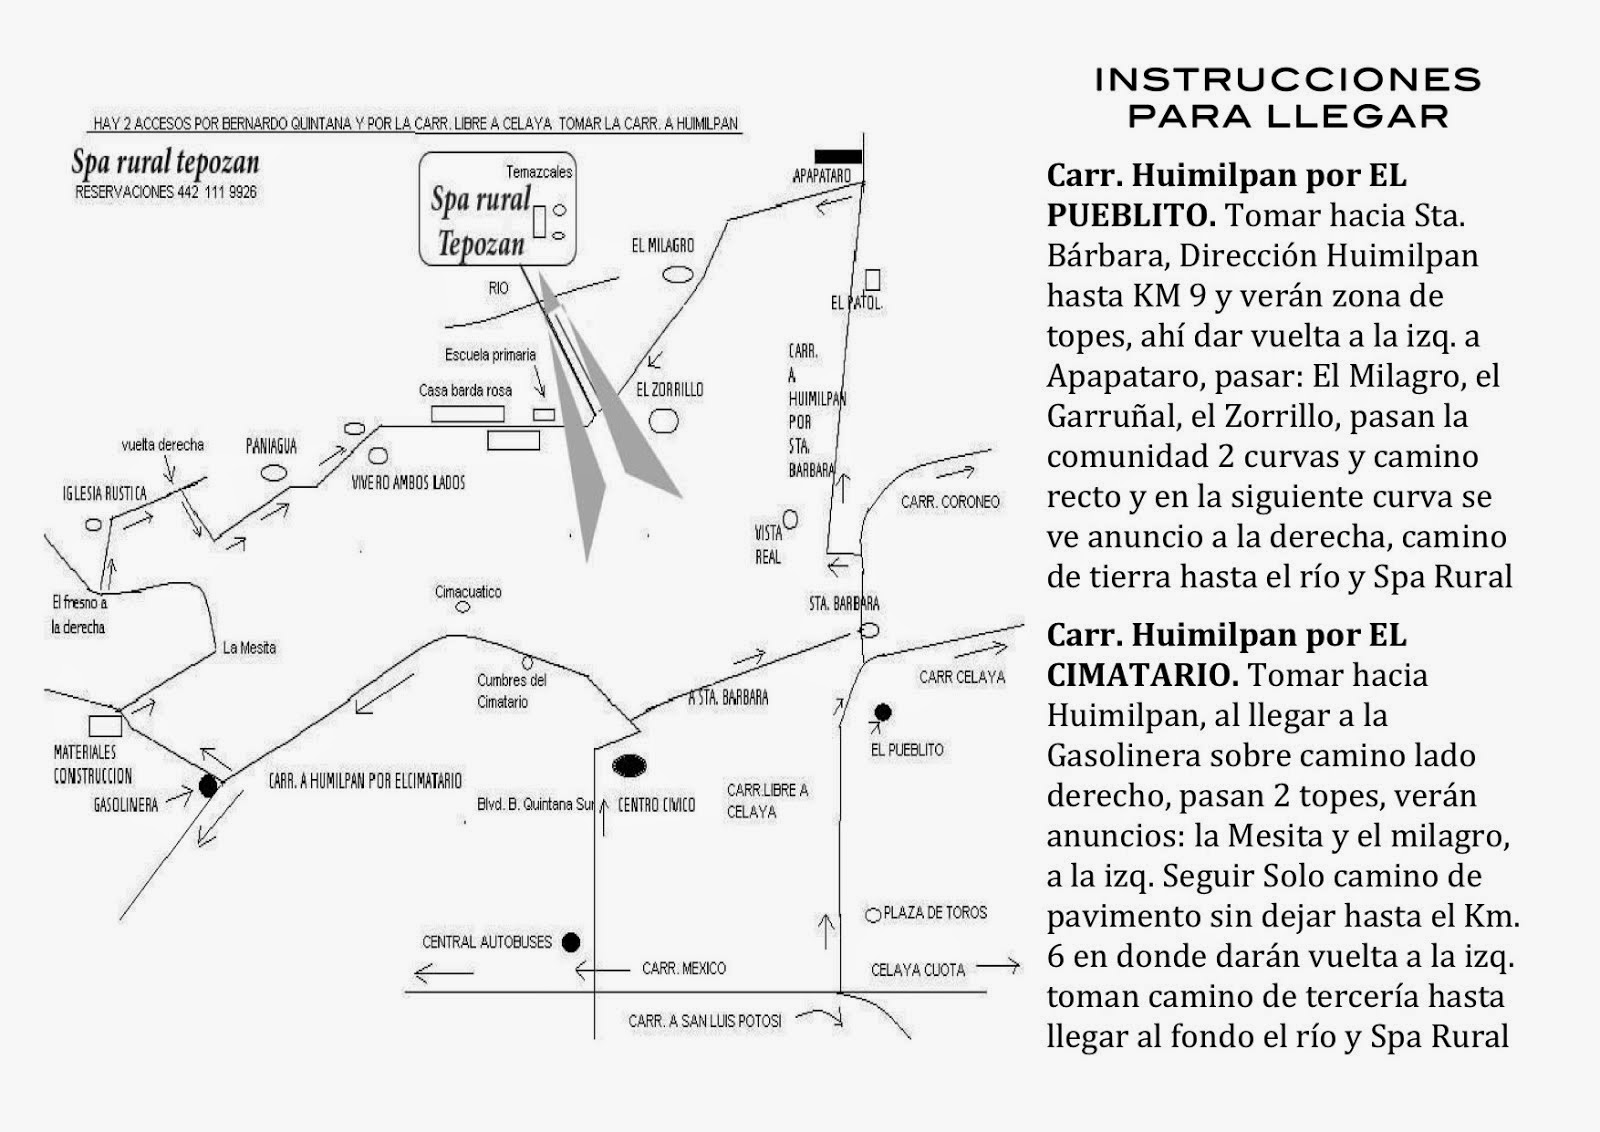 INSTRUCCIONES
PARA LLEGAR
HAY 2 ACCESOS POR BERNARDO QUINTANA Y POR LA CARR. LIBRE A CELAYA TOMAR LA CARR. A HUIMILPAN
Spa rural tepozan
RESERVACIONES 442 111 9926
Temazcales
Spa rural
Tepozan
APAPATARO
EL MILAGRO
RIO
EL PATOL.
Escuela primaria
CARR.
A
HUIMILPAN
POR
STA.
BARBARA
Casa barda rosa
EL ZORRILLO
vuelta derecha
PANIAGUA
VIVERO AMBOS LADOS
IGLESIA RUSTICA
CARR. CORONEO
VISTA
REAL
El fresno a
la derecha
Cimacuatico
STA. BARBARA
La Mesita
Cumbres del
Cimatario
A STA. BARBARA
CARR CELAYA
MATERIALES
CONSTRUCCION
GASOLINERA
CARR. A HUMILPAN POR ELCIMATARIO
EL PUEBLITO
Blvd. B. Quintana Sur
CENTRO CIVICO
CARR.LIBRE A
CELAYA
PLAZA DE TOROS
CENTRAL AUTOBUSES
CARR. MEXICO
CELAYA CUOTA
CARR. A SAN LUIS POTOSI
Carr. Huimilpan por EL
PUEBLITO. Tomar hacia Sta.
Bárbara, Dirección Huimilpan
hasta KM 9 y verán zona de
topes, ahí dar vuelta a la izq. a
Apapataro, pasar: El Milagro, el
Garruñal, el Zorrillo, pasan la
comunidad 2 curvas y camino
recto y en la siguiente curva se
ve anuncio a la derecha, camino
de tierra hasta el río y Spa Rural
Carr. Huimilpan por EL
CIMATARIO. Tomar hacia
Huimilpan, al llegar a la
Gasolinera sobre camino lado
derecho, pasan 2 topes, verán
anuncios: la Mesita y el milagro,
a la izq. Seguir Solo camino de
pavimento sin dejar hasta el Km.
6 en donde darán vuelta a la izq.
toman camino de tercería hasta
llegar al fondo el río y Spa Rural